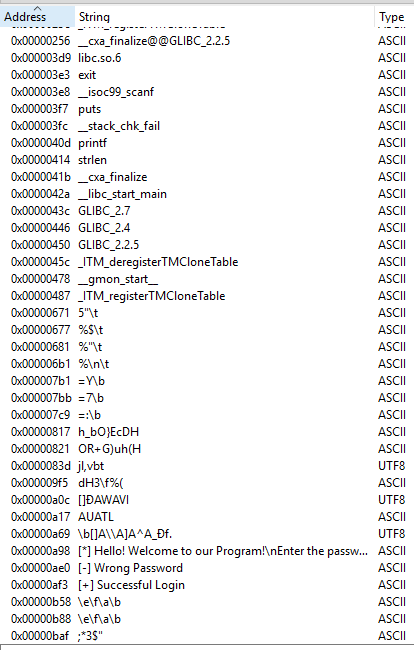 Address String Type
0x00000256 __cxa_finalize@@GLIBC_2.2.5 ASCII
0x000003d9 libc.so.6 ASCII
0x000003e3 exit ASCII
0x000003e8 __isoc99_scanf ASCII
0x000003f7 puts ASCII
0x000003fc __stack_chk_fail ASCII
0x0000040d printf ASCII
0x00000414 strlen ASCII
0x0000041b __cxa_finalize ASCII
0x0000042a __libc_start_main ASCII
0x0000043c GLIBC_2.7 ASCII
0x00000446 GLIBC_2.4 ASCII
0x00000450 GLIBC_2.2.5 ASCII
0x0000045c _ITM_deregisterTMCloneTable ASCII
0x00000478 __gmon_start__ ASCII
0x00000487 _ITM_registerTMCloneTable ASCII
0x00000671 5"\t ASCII
0x00000677 %$\t ASCII
0x00000681 %"\t ASCII
0x000006b1 %\n\t ASCII
0x000007b1 =Y\b ASCII
0x000007bb =7\b ASCII
0x000007c9 =:\b ASCII
0x00000817 h_bO}EcDH ASCII
0x00000821 OR+G)uh(H ASCII
0x0000083d jl,vbt UTF8
0x000009f5 dH3\f%( ASCII
0x00000a0c []ÐAWAVI UTF8
0x00000a17 AUATL ASCII
0x00000a69 \b[]A\\A]A^A_Ðf. UTF8
0x00000a98 [*] Hello! Welcome to our Program!\nEnter the passw... ASCII
0x00000ae0 [-] Wrong Password ASCII
0x00000af3 [+] Successful Login ASCII
0x00000b58 \e\f\a\b ASCII
0x00000b88 \e\f\a\b ASCII
0x00000baf ;*3$" ASCII